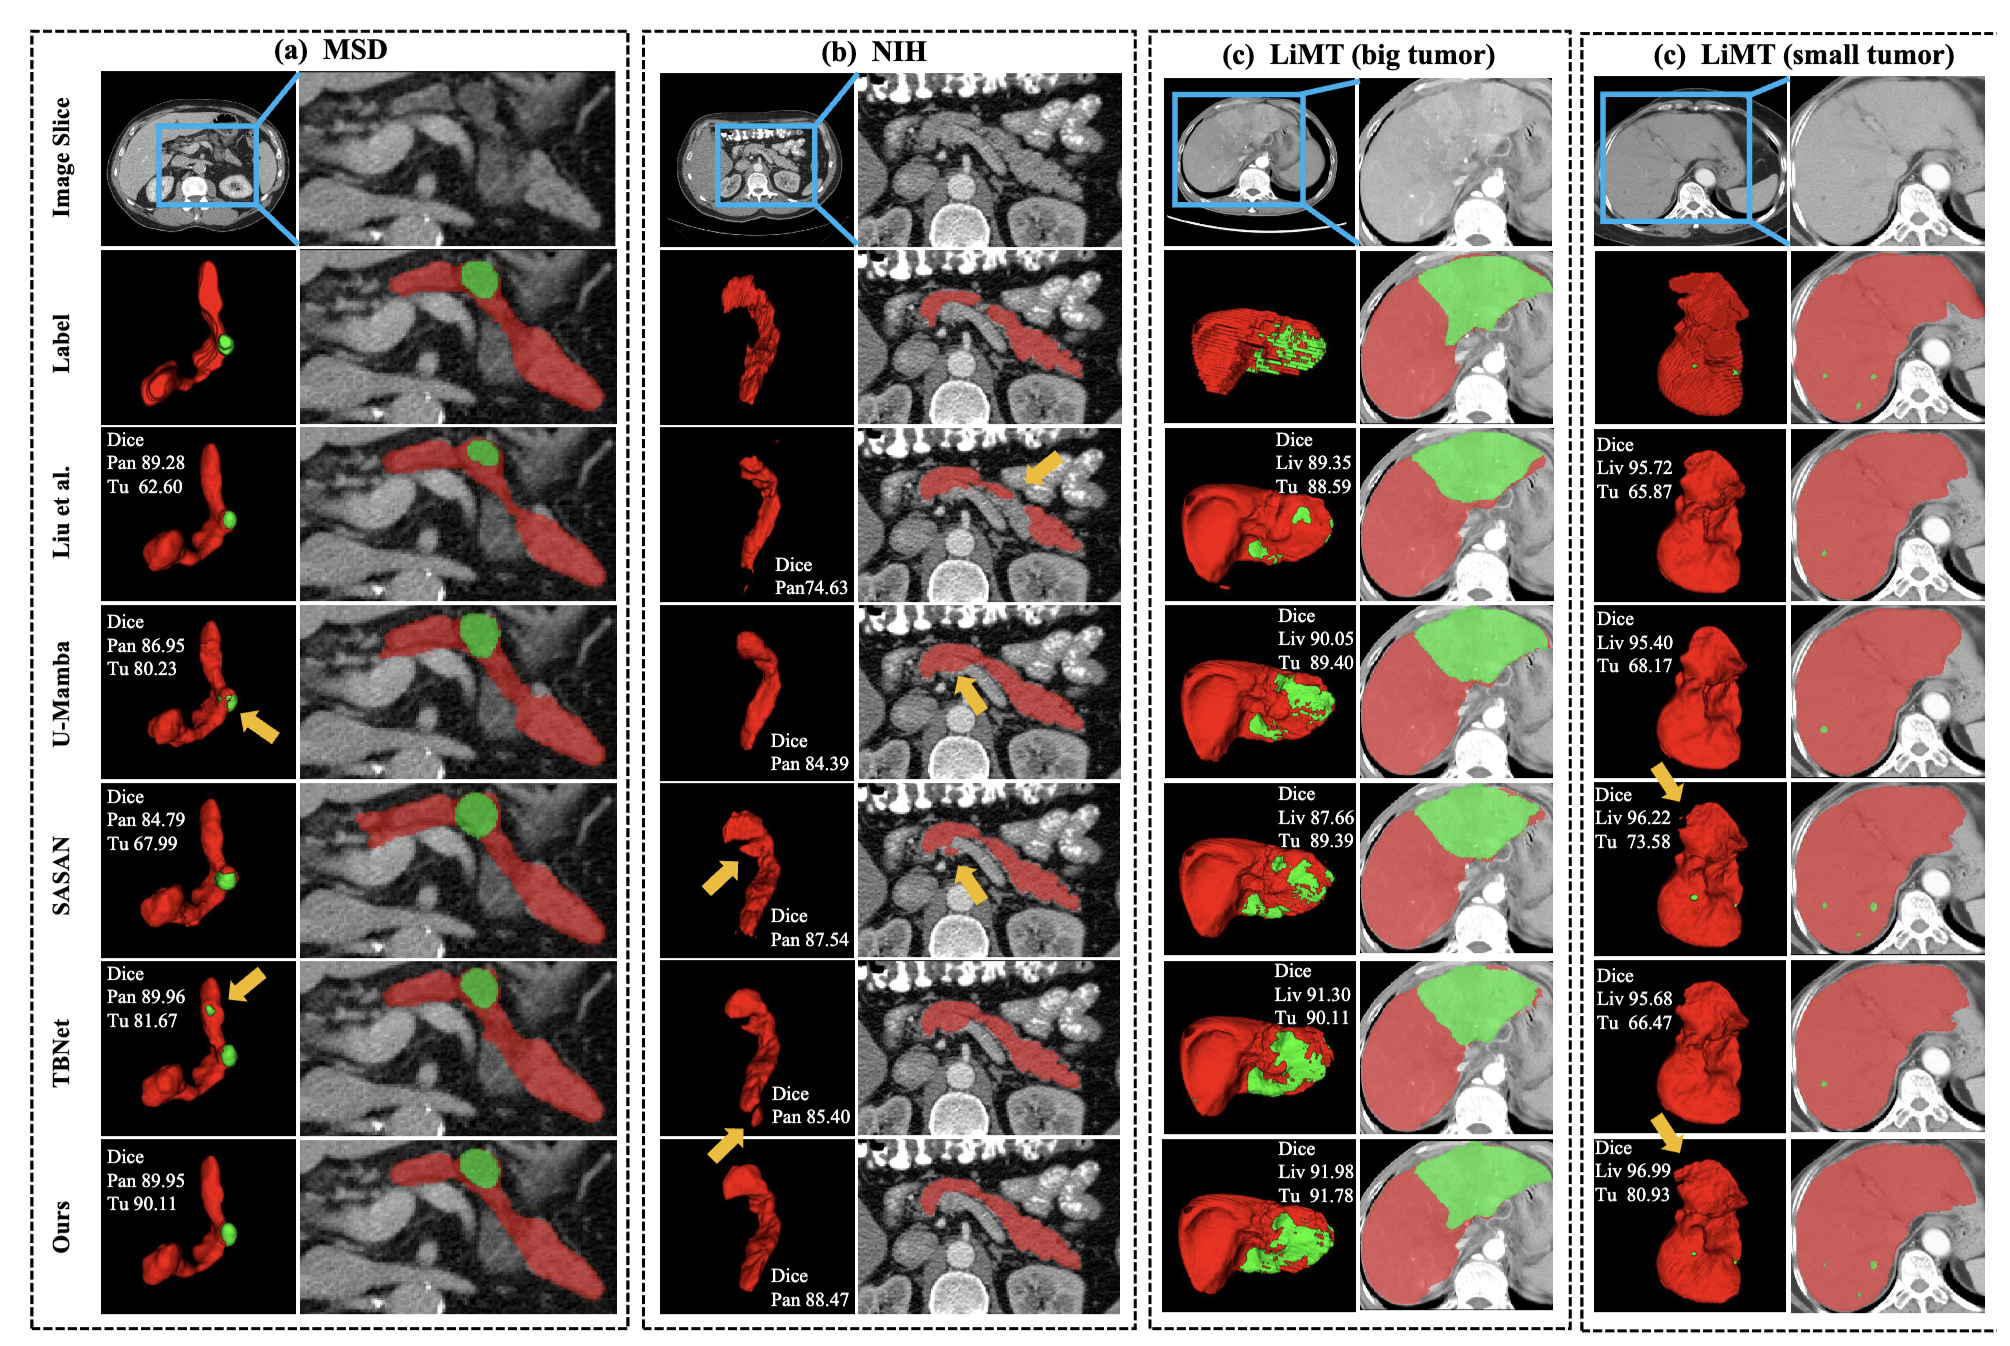 (a) MSD
(b) NIH
(c) LiMT (big tumor)
(c) LiMT (small tumor)
Image Slice
Label
Liu et al.
Dice
Pan 89.28
Tu 62.60
Dice
Pan74.63
Dice
Liv 89.35
Tu 88.59
Dice
Liv 95.72
Tu 65.87
U-Mamba
Dice
Pan 86.95
Tu 80.23
Dice
Pan 84.39
Dice
Liv 90.05
Tu 89.40
Dice
Liv 95.40
Tu 68.17
SASAN
Dice
Pan 84.79
Tu 67.99
Dice
Pan 87.54
Dice
Liv 87.66
Tu 89.39
Dice
Liv 96.22
Tu 73.58
TBNet
Dice
Pan 89.96
Tu 81.67
Dice
Pan 85.40
Dice
Liv 91.30
Tu 90.11
Dice
Liv 95.68
Tu 66.47
Ours
Dice
Pan 89.95
Tu 90.11
Dice
Pan 88.47
Dice
Liv 91.98
Tu 91.78
Dice
Liv 96.99
Tu 80.93